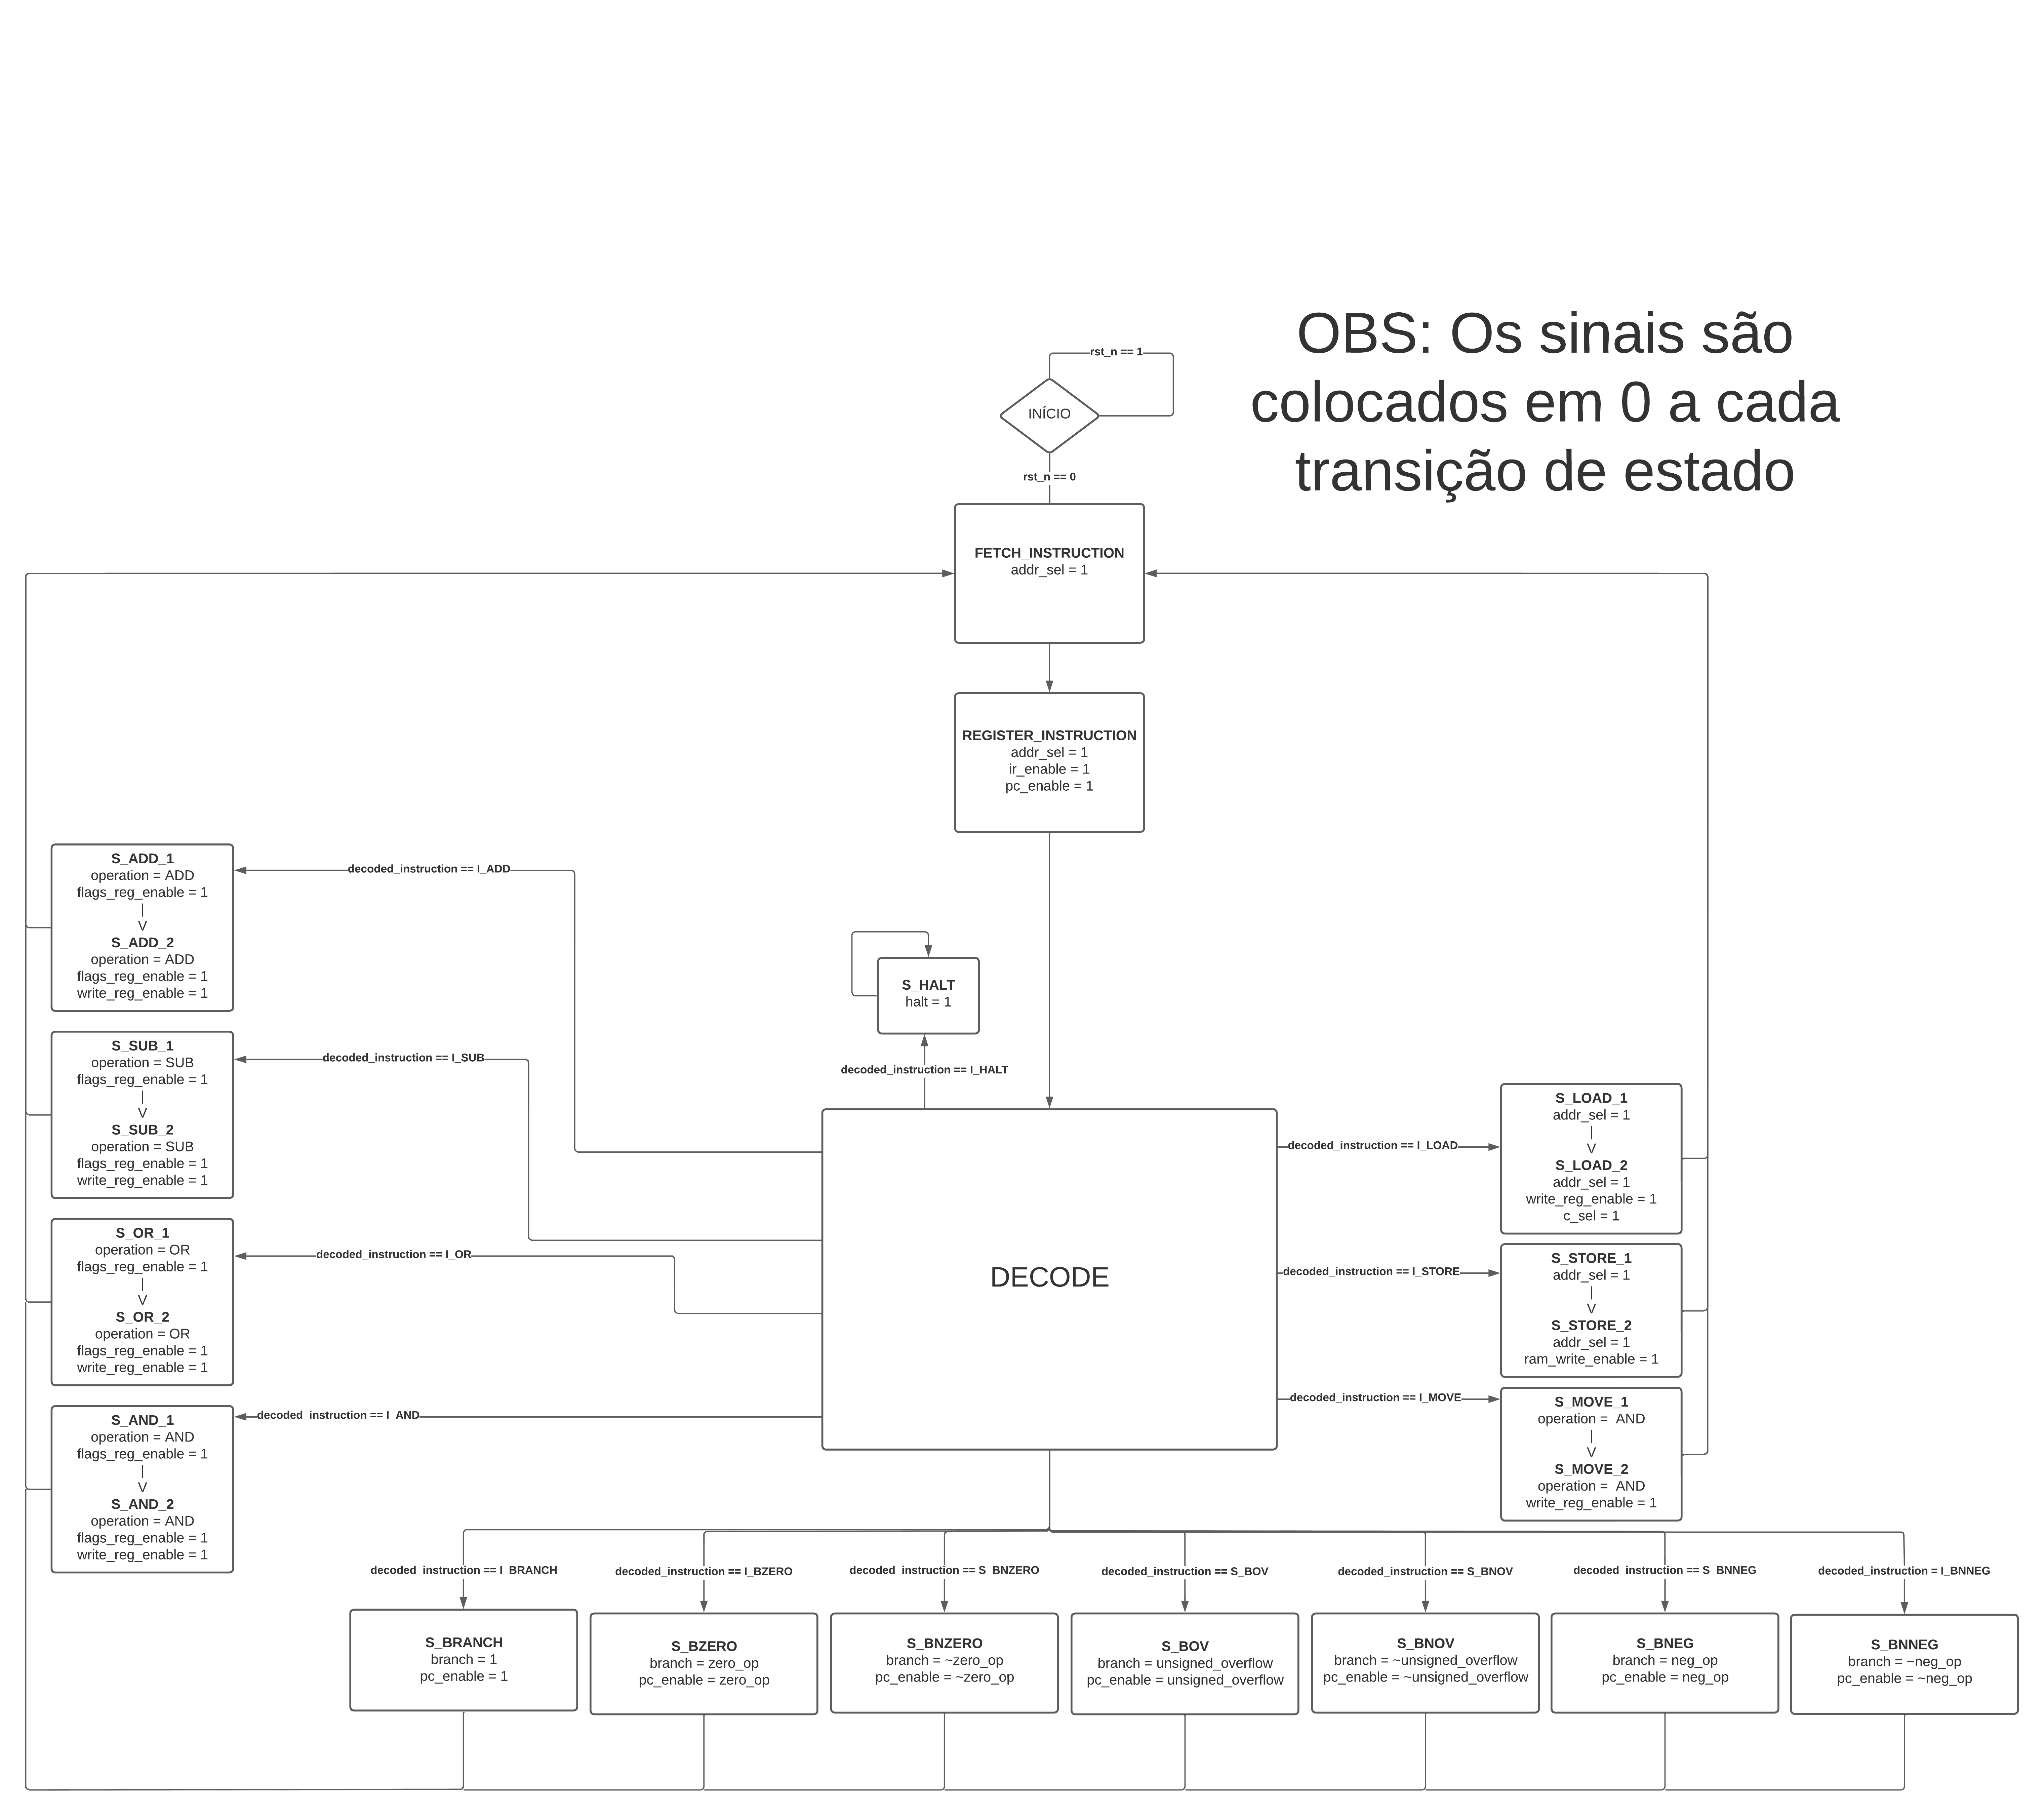 OBS: Os sinais são
colocados em 0 a cada
transição de estado
rst_n == 1
INÍCIO
rst_n == 0
FETCH_INSTRUCTION
addr_sel = 1
REGISTER_INSTRUCTION
addr_sel = 1
ir_enable = 1
pc_enable = 1
S_ADD_1
operation = ADD
flags_reg_enable = 1
|
V
S_ADD_2
operation = ADD
flags_reg_enable = 1
write_reg_enable = 1
decoded_instruction == I_ADD
S_HALT
halt = 1
decoded_instruction == I_HALT
S_SUB_1
operation = SUB
flags_reg_enable = 1
|
V
S_SUB_2
operation = SUB
flags_reg_enable = 1
write_reg_enable = 1
decoded_instruction == I_SUB
S_OR_1
operation = OR
flags_reg_enable = 1
|
V
S_OR_2
operation = OR
flags_reg_enable = 1
write_reg_enable = 1
decoded_instruction == I_OR
S_AND_1
operation = AND
flags_reg_enable = 1
|
V
S_AND_2
operation = AND
flags_reg_enable = 1
write_reg_enable = 1
decoded_instruction == I_AND
DECODE
decoded_instruction == I_LOAD
S_LOAD_1
addr_sel = 1
|
V
S_LOAD_2
addr_sel = 1
write_reg_enable = 1
c_sel = 1
decoded_instruction == I_STORE
S_STORE_1
addr_sel = 1
|
V
S_STORE_2
addr_sel = 1
ram_write_enable = 1
decoded_instruction == I_MOVE
S_MOVE_1
operation =  AND
|
V
S_MOVE_2
operation =  AND
write_reg_enable = 1
decoded_instruction == I_BRANCH
S_BRANCH
branch = 1
pc_enable = 1
decoded_instruction == I_BZERO
S_BZERO
branch = zero_op
pc_enable = zero_op
decoded_instruction == S_BNZERO
S_BNZERO
branch = ~zero_op
pc_enable = ~zero_op
decoded_instruction == S_BOV
S_BOV
branch = unsigned_overflow
pc_enable = unsigned_overflow
decoded_instruction == S_BNOV
S_BNOV
branch = ~unsigned_overflow
pc_enable = ~unsigned_overflow
decoded_instruction == S_BNNEG
S_BNEG
branch = neg_op
pc_enable = neg_op
decoded_instruction = I_BNNEG
S_BNNEG
branch = ~neg_op
pc_enable = ~neg_op